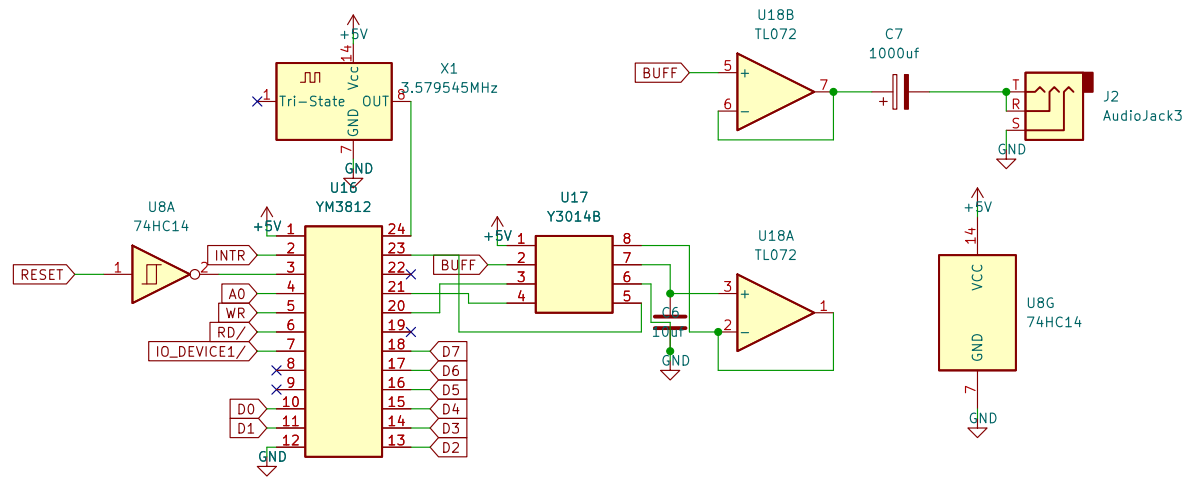 +5V
14
Vcc
X1
3.579545MHz
1
Tri-State
OUT
8
GND
7
GND
U16
YM3812
+5V
1
24
INTR
2
23
U8A
74HC14
RESET
1
2
3
22
A0
4
21
WR
5
20
RD/
6
19
IO_DEVICE1/
7
18
D7
8
17
D6
9
16
D5
D0
10
15
D4
D1
11
14
D3
12
13
D2
GND
U17
Y3014B
+5V
1
8
BUFF
2
7
3
6
4
5
C6
10uf
GND
U18A
TL072
3
+
1
2
−
U18B
TL072
BUFF
5
+
7
6
−
C7
1000uf
+
T
R
S
J2
AudioJack3
GND
+5V
14
VCC
U8G
74HC14
GND
7
GND